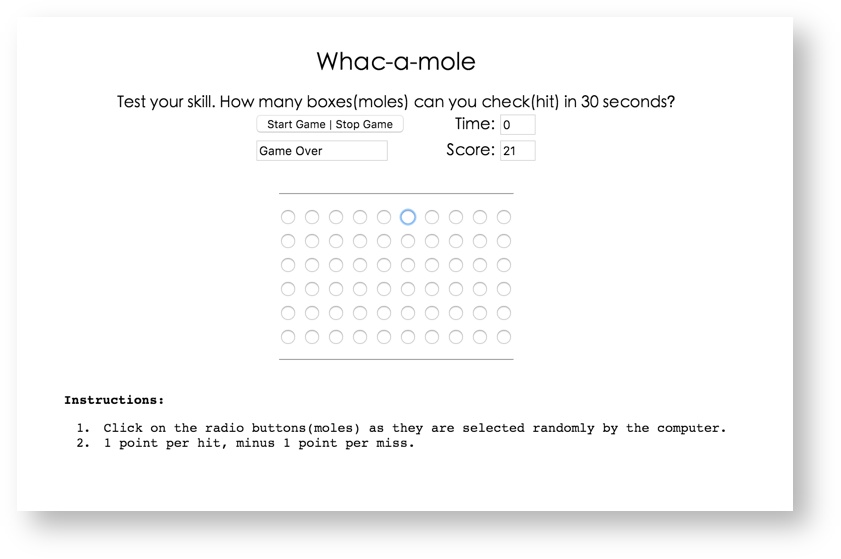 Whac-a-mole
Test your skill. How many boxes(moles) can you check(hit) in 30 seconds?
Start Game | Stop Game Time: 0
Game Over Score: 21
Instructions:
1. Click on the radio buttons(moles) as they are selected randomly by the computer.
2. 1 point per hit, minus 1 point per miss.